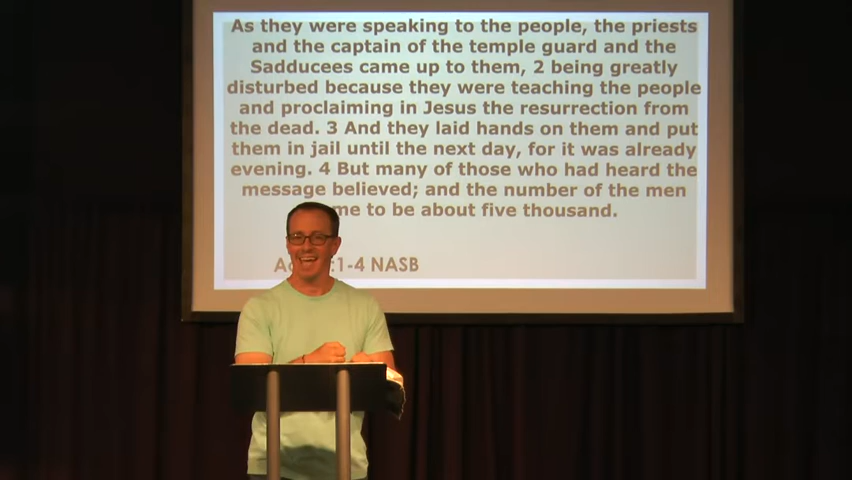 As they were speaking to the people, the priests
and the captain of the temple guard and the
Sadducees came up to them, 2 being greatly
disturbed because they were teaching the people
and proclaiming in Jesus the resurrection from
the dead. 3 And they laid hands on them and put
them in jail until the next day, for it was already
evening. 4 But many of those who had heard the
message believed; and the number of the men
me to be about five thousand.
:1-4 NASB